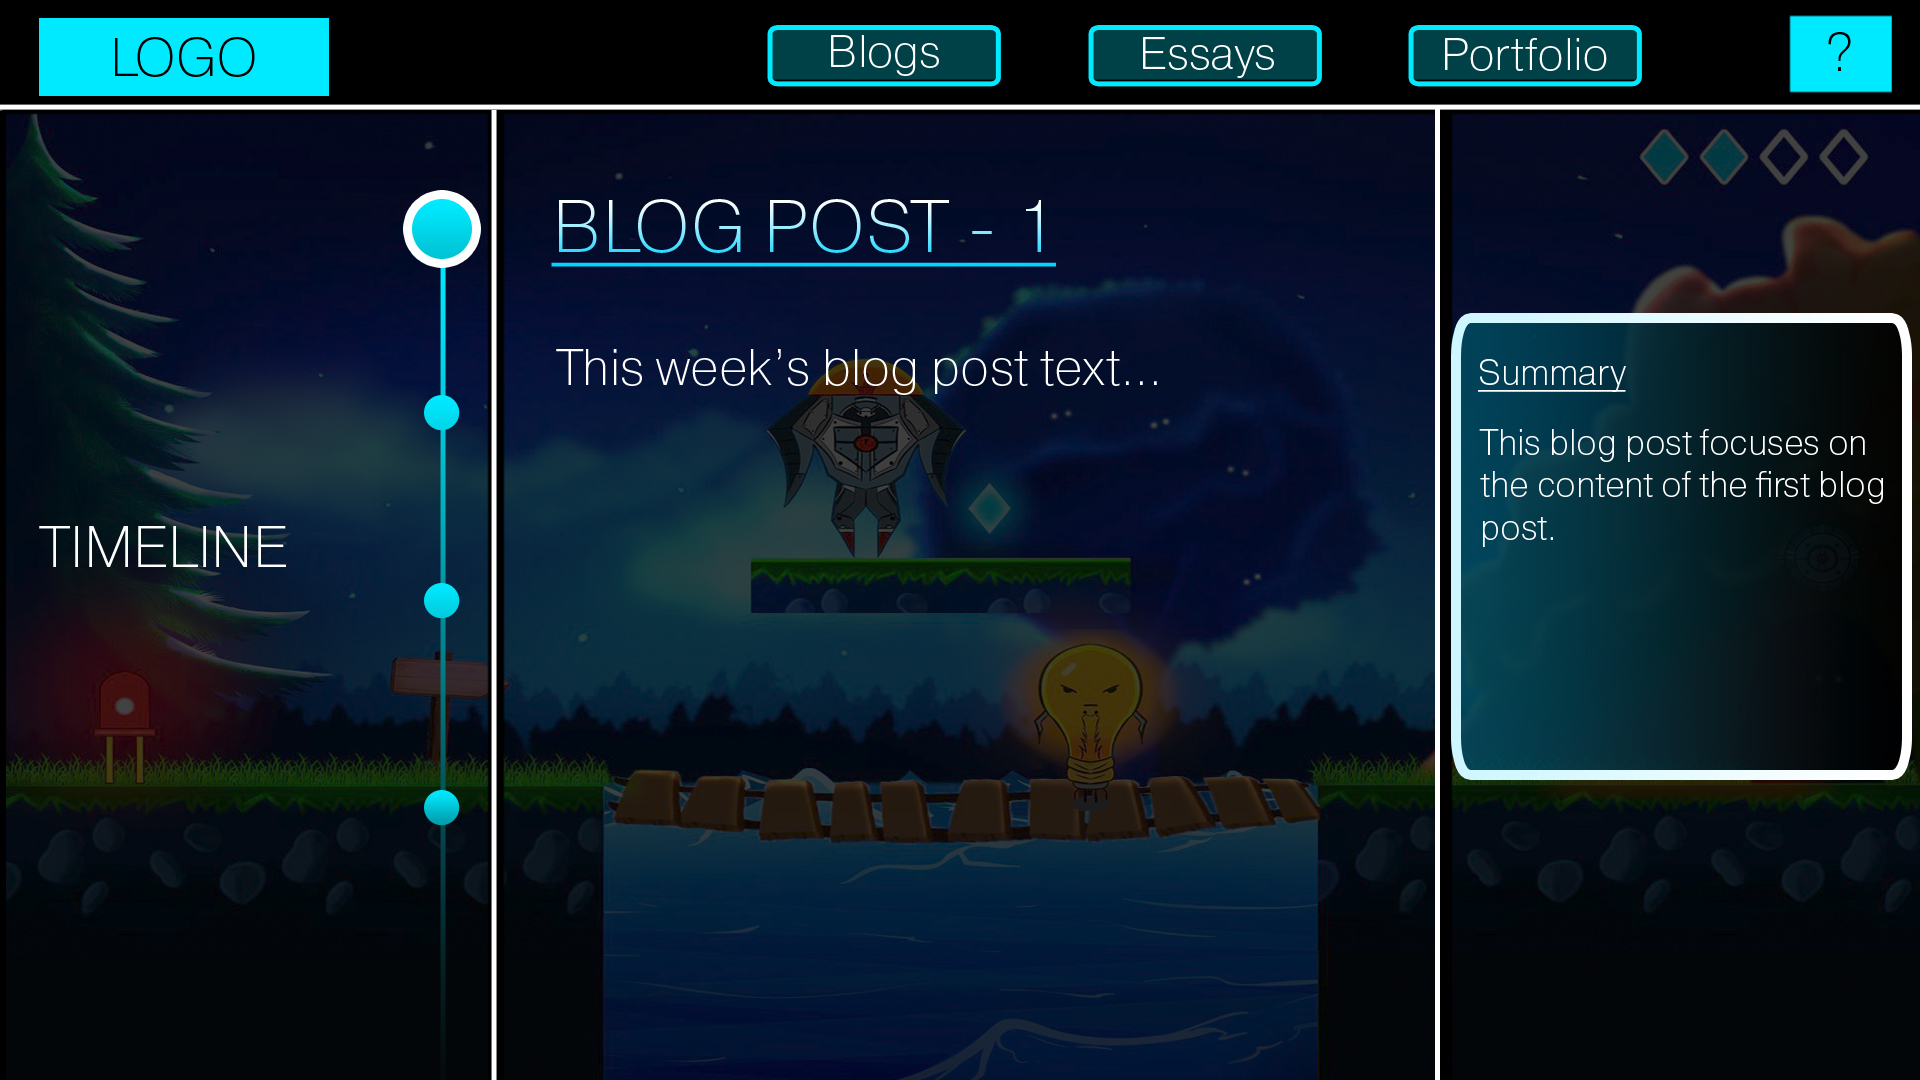 LOGO
Blogs
Essays
Portfolio
?
BLOG POST - 1
This week’s blog post text...
TIMELINE
Summary
This blog post focuses on
the content of the first blog
post.